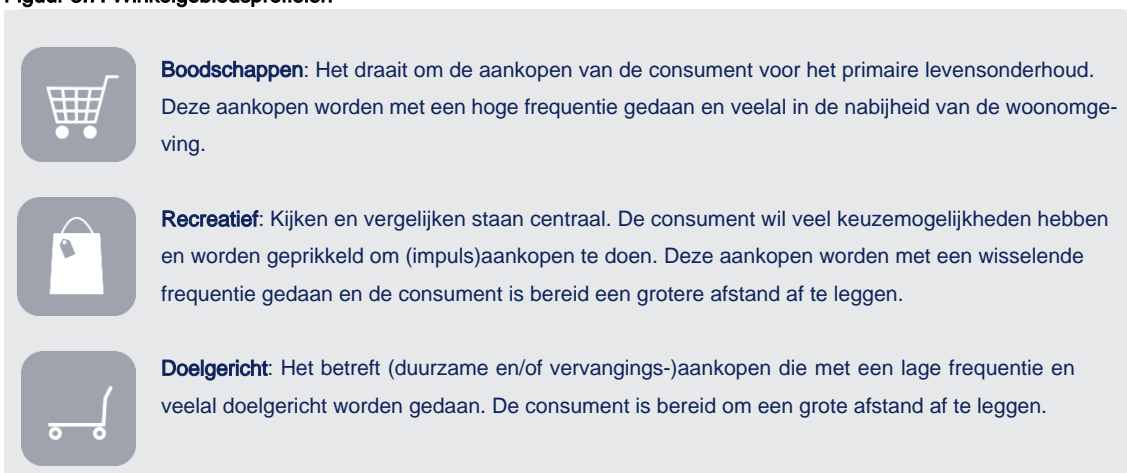 Boodschappen: Het draait om de aankopen van de consument voor het primaire levensonderhoud.
Deze aankopen worden met een hoge frequentie gedaan en veelal in de nabijheid van de woonomge-
ving.
Recreatief: Kijken en vergelijken staan centraal. De consument wil veel keuzemogelijkheden hebben
en worden geprikkeld om (impuls)aankopen te doen. Deze aankopen worden met een wisselende
frequentie gedaan en de consument is bereid een grotere afstand af te leggen.
Doelgericht: Het betreft (duurzame en/of vervangings-)aankopen die met een lage frequentie en
veelal doelgericht worden gedaan. De consument is bereid om een grote afstand af te leggen.